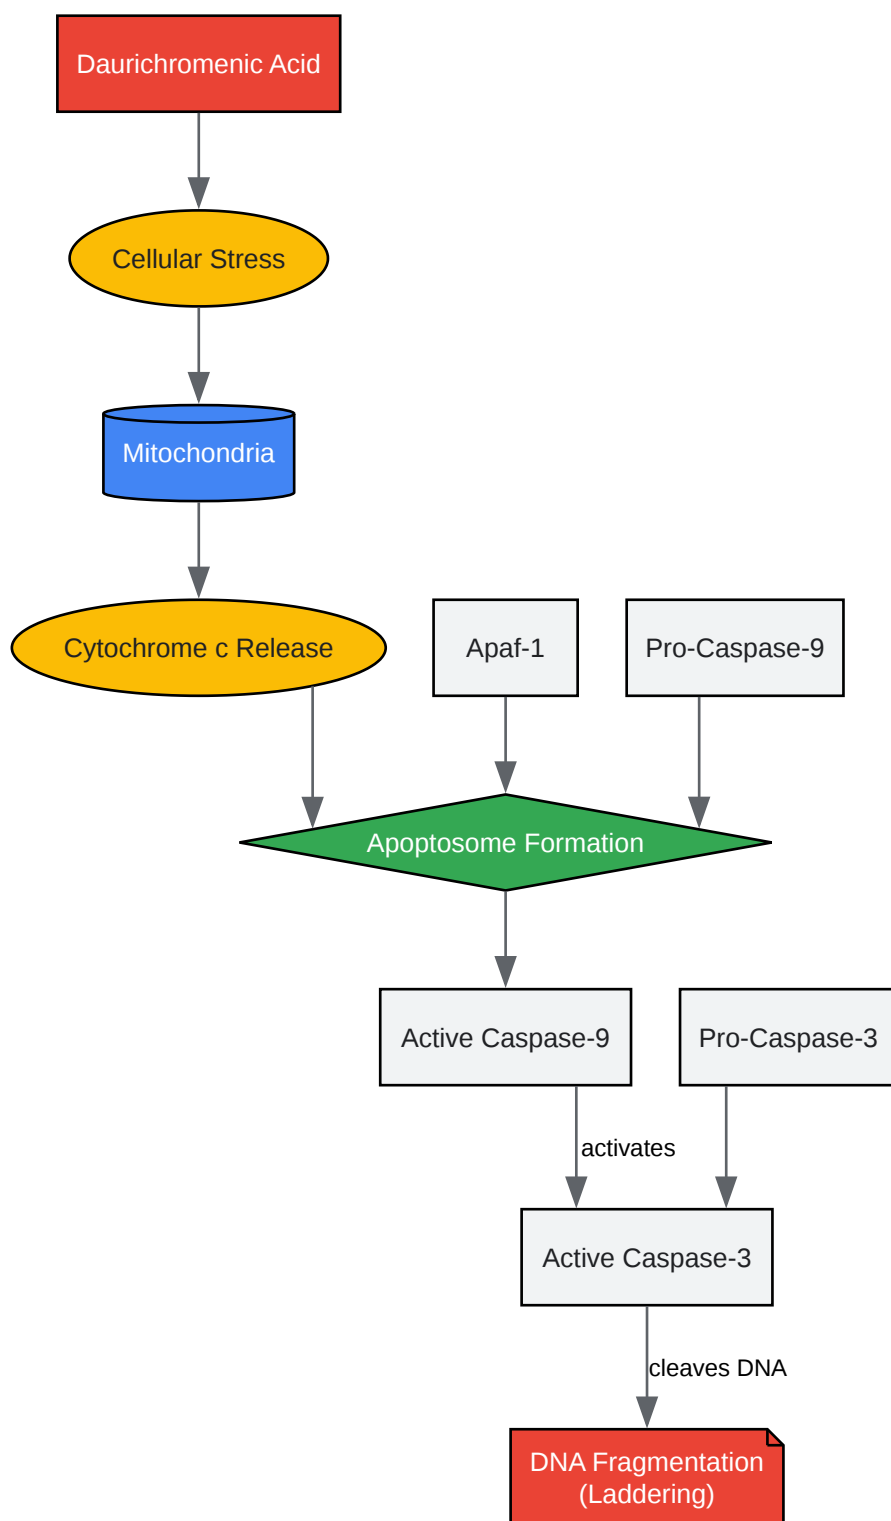 Daurichromenic Acid
Cellular Stress
Mitochondria
Cytochrome c Release
Apaf-1
Pro-Caspase-9
Apoptosome Formation
Active Caspase-9
Pro-Caspase-3
activates
Active Caspase-3
cleaves DNA
DNA Fragmentation
(Laddering)